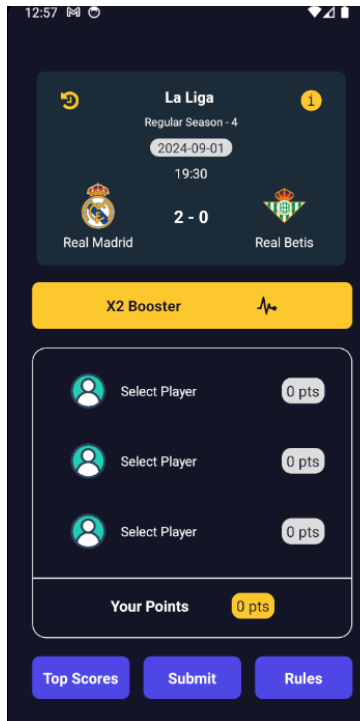 12:57
La Liga
Regular Season - 4
2024-09-01
19:30
2 - 0
Real Madrid
Real Betis
X2 Booster
Select Player
0 pts
Select Player
0 pts
Select Player
0 pts
Your Points
0 pts
Top Scores
Submit
Rules